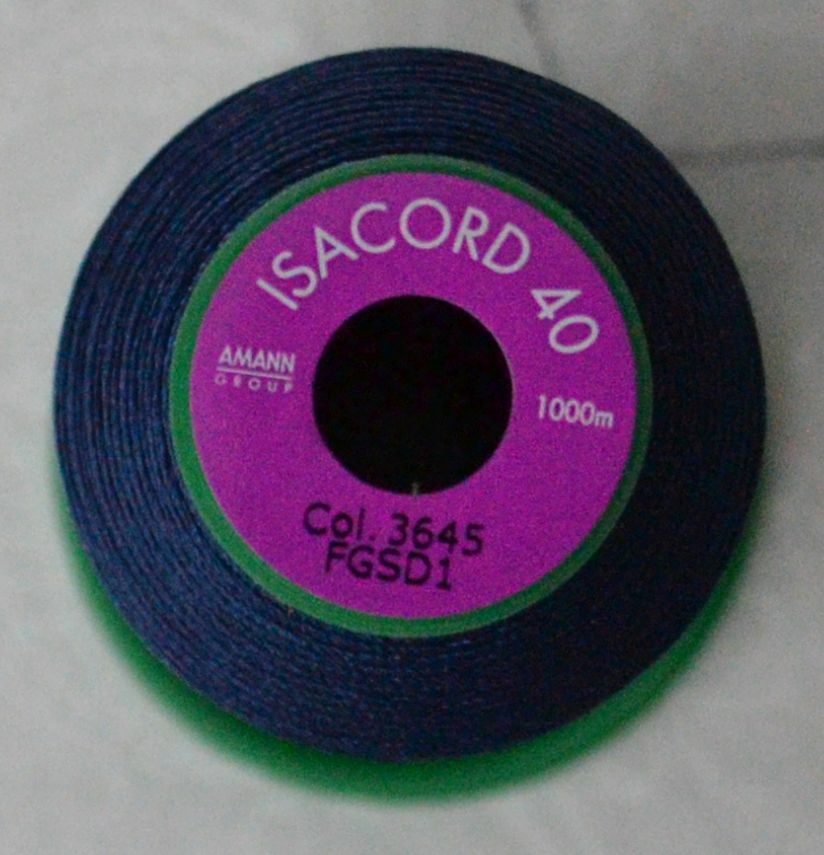 ISACORD 40
AMANN
GROUP
1000m
Col. 3645
FGSD1